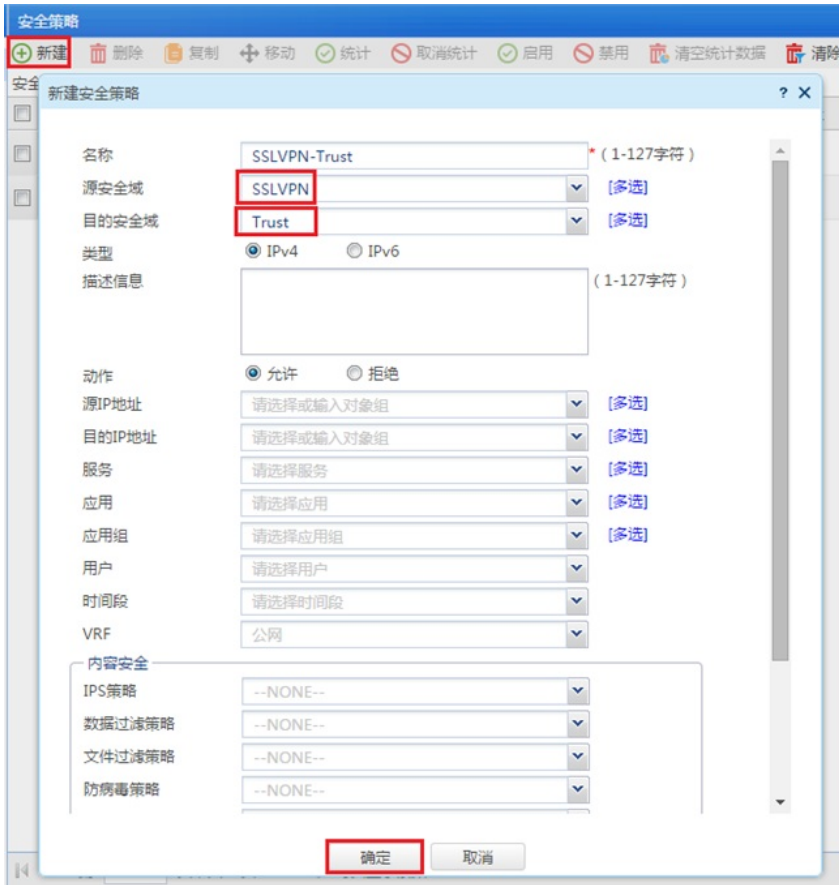 安全策略
新建 删除 复制 移动 统计 取消统计 启用 禁用 清空统计数据 清除
安全
新建安全策略 ? X
名称 SSLVPN-Trust *(1-127字符)
源安全域 SSLVPN [多选]
目的安全域 Trust [多选]
类型 IPv4 IPv6
描述信息 (1-127字符)
动作 允许 拒绝
源IP地址 请选择或输入对象组 [多选]
目的IP地址 请选择或输入对象组 [多选]
服务 请选择服务 [多选]
应用 请选择应用 [多选]
应用组 请选择应用组 [多选]
用户 请选择用户
时间段 请选择时间段
VRF 公网
内容安全
IPS策略 --NONE--
数据过滤策略 --NONE--
文件过滤策略 --NONE--
防病毒策略 --NONE--
确定 取消